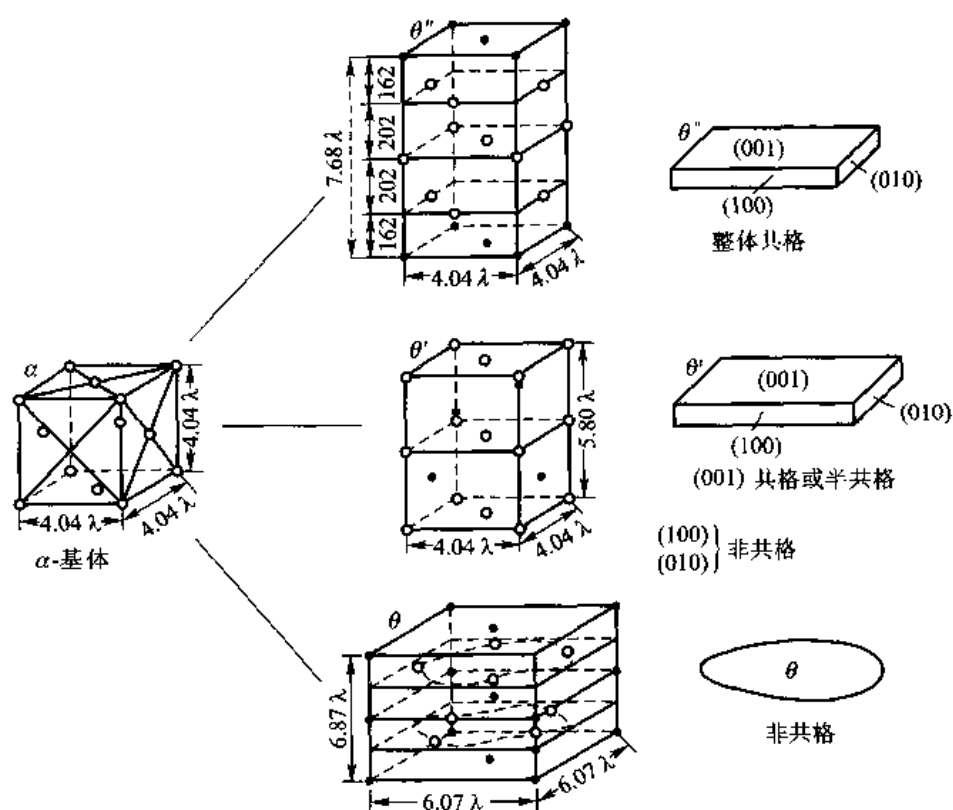 θ''
162
202
202
162
7.68 λ
4.04 λ
4.04 λ
θ''
(001)
(010)
(100)
整体共格
α
4.04 λ
4.04 λ
4.04 λ
α-基体
θ'
5.80 λ
4.04 λ
4.04 λ
θ'
(001)
(010)
(100)
(001) 共格或半共格
(100)
(010)
非共格
θ
6.87 λ
6.07 λ
6.07 λ
θ
非共格